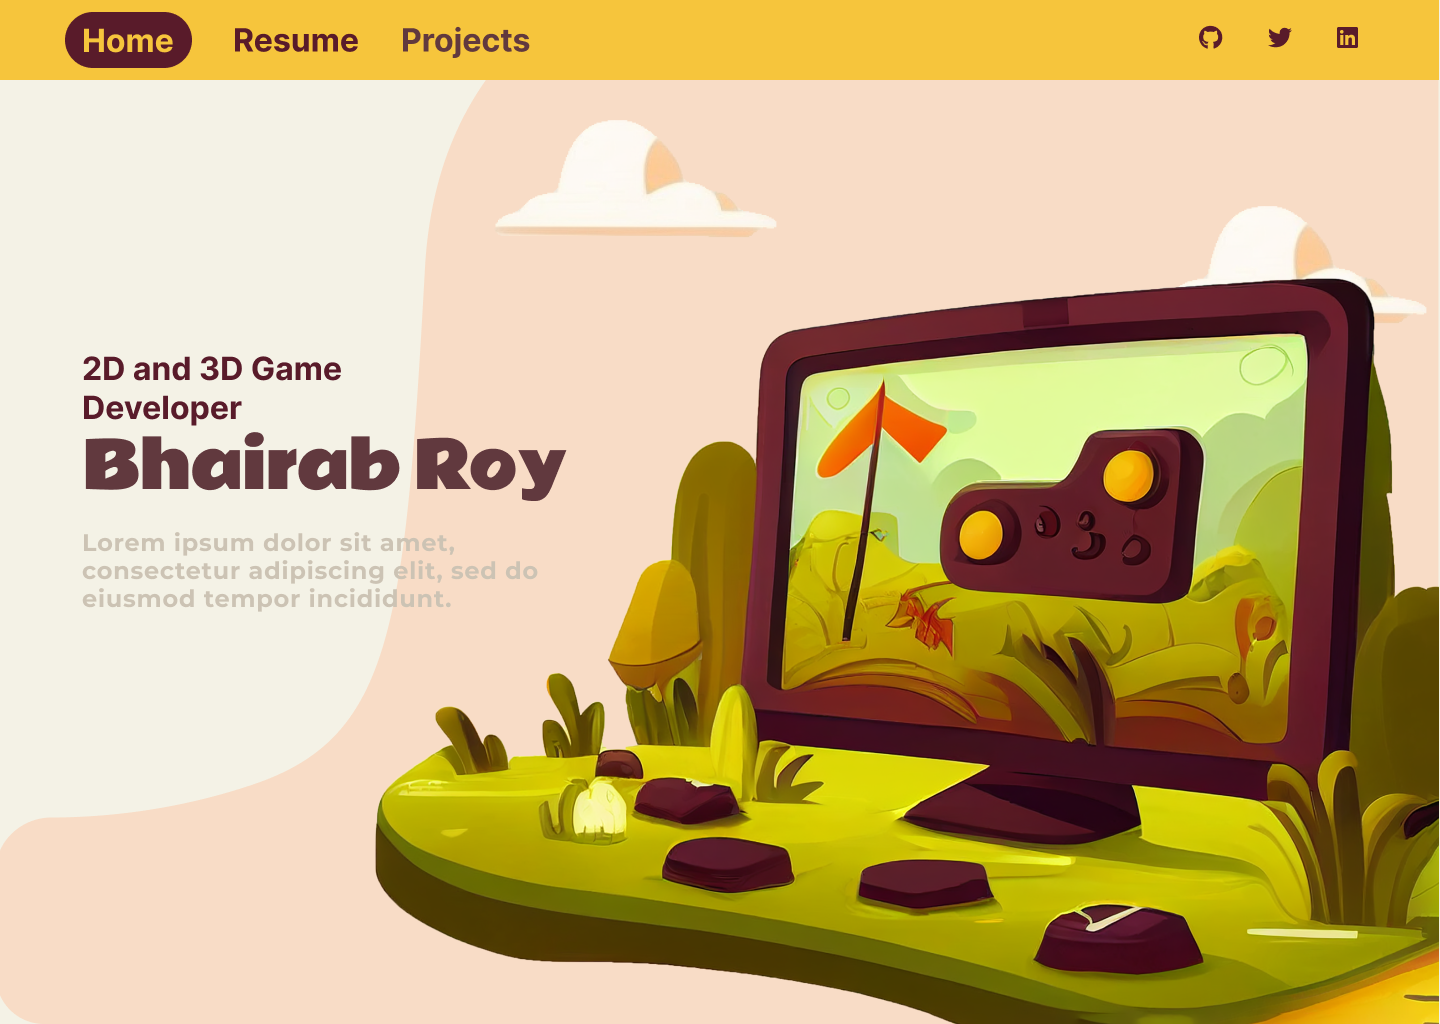 Home Resume Projects
2D and 3D Game
Developer
Bhairab Roy
Lorem ipsum dolor sit amet,
consectetur adipiscing elit, sed do
eiusmod tempor incididunt.